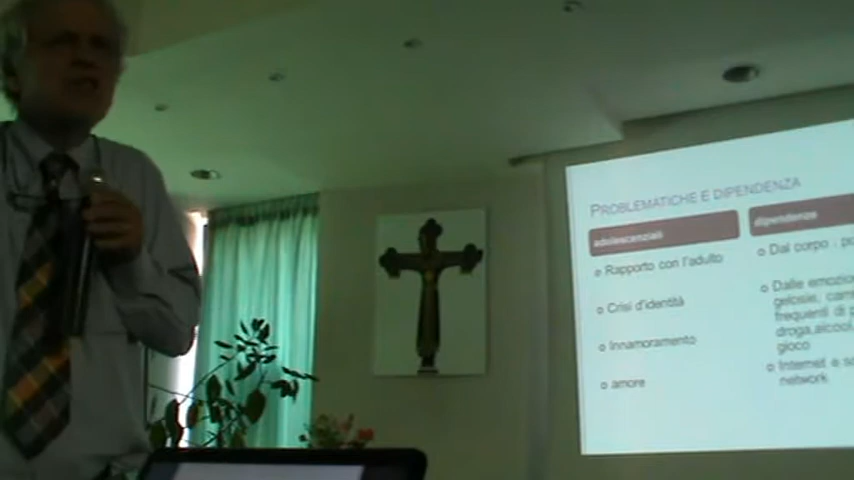 PROBLEMATICHE E DIPENDENZA
adolescenziali
dipendenze
o Rapporto con l'adulto
o Crisi d'identità
o Innamoramento
o amore
o Dal corpo
o Dalle emozioni
gelosie,
frequenti di
droga,alcool
gioco
o Internet e
network